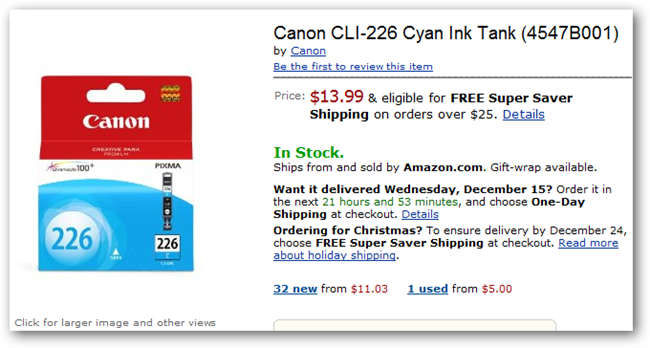 Canon CLI-226 Cyan Ink Tank (4547B001)
by Canon
Be the first to review this item
Price: $13.99 & eligible for FREE Super Saver
Shipping on orders over $25. Details
In Stock.
Ships from and sold by Amazon.com. Gift-wrap available.
Want it delivered Wednesday, December 15? Order it in
the next 21 hours and 53 minutes, and choose One-Day
Shipping at checkout. Details
Ordering for Christmas? To ensure delivery by December 24,
choose FREE Super Saver Shipping at checkout. Read more
about holiday shipping.
32 new from $11.03 1 used from $5.00
Canon
CREATIVE PARK
PREMIUM
100+
PIXMA
226
226
Click for larger image and other views